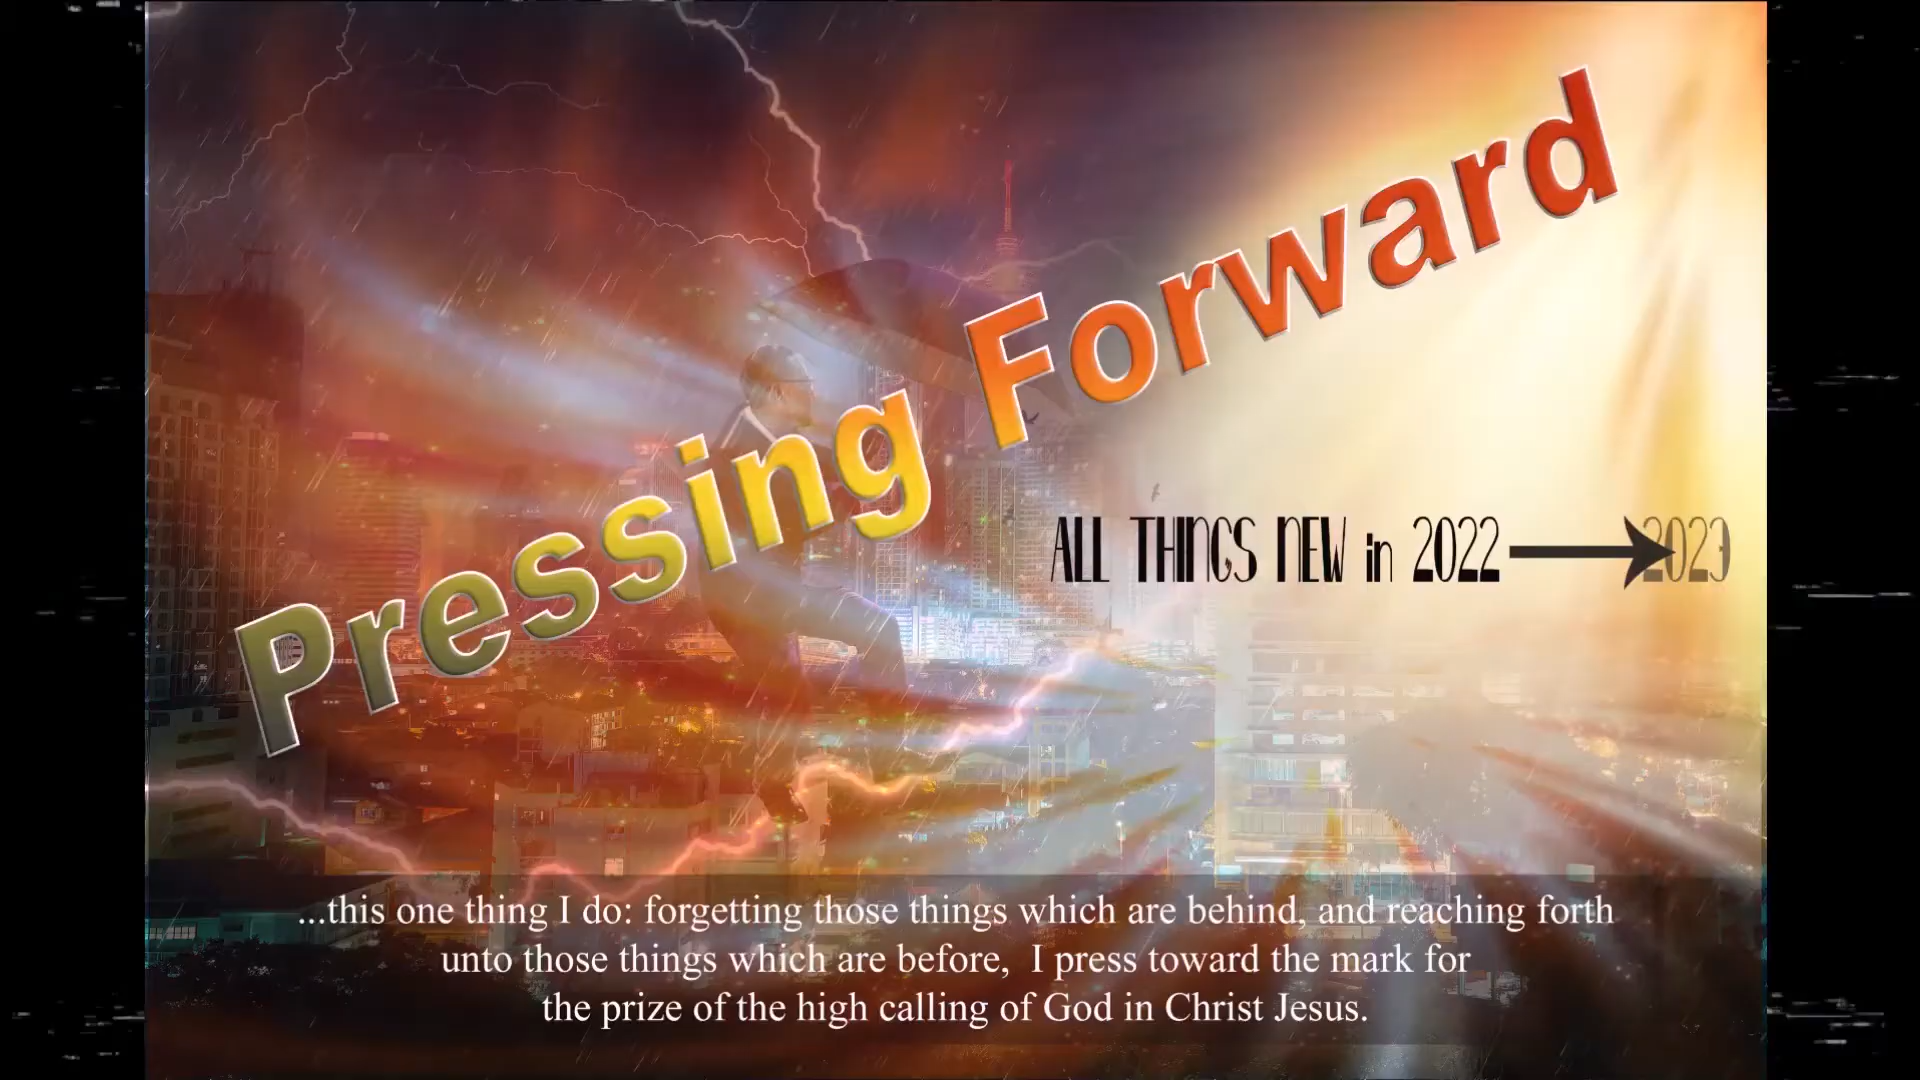 Pressing Forward
ALL THINGS NEW in 2022 2023
...this one thing I do: forgetting those things which are behind, and reaching forth
unto those things which are before, I press toward the mark for
the prize of the high calling of God in Christ Jesus.